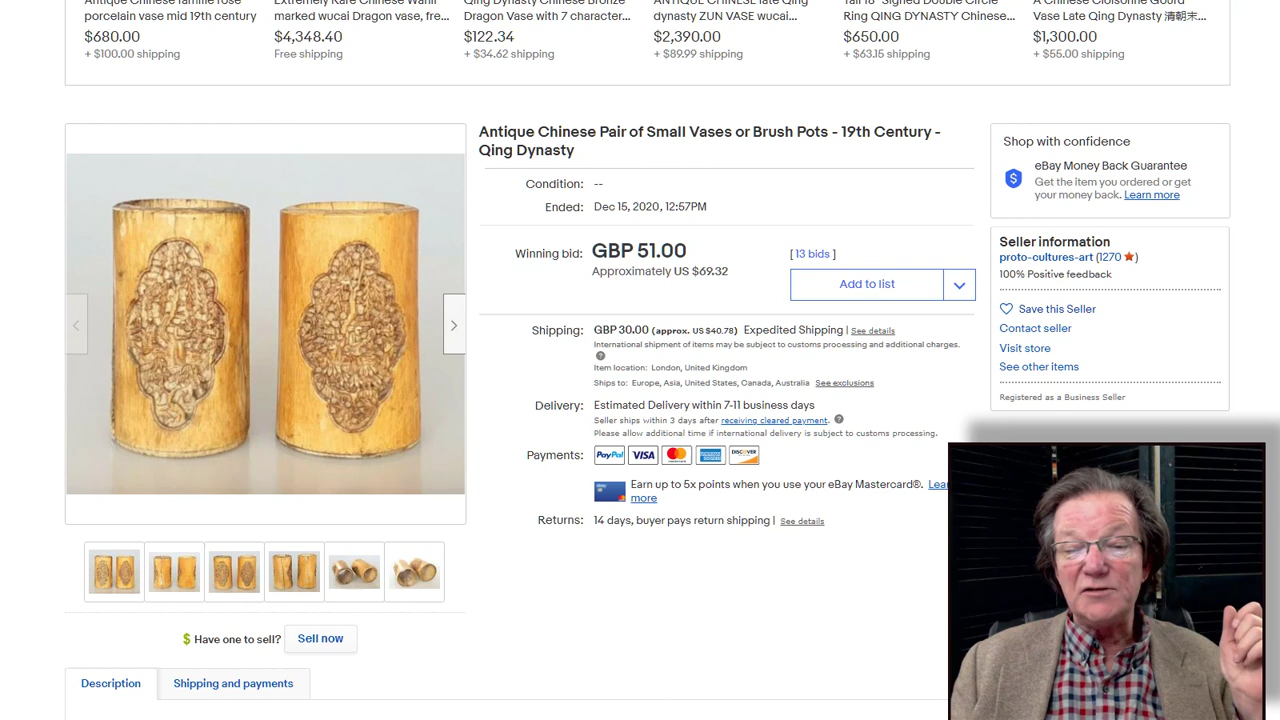 Antique Chinese famille rose
porcelain vase mid 19th century
$680.00
+ $100.00 shipping
Extremely Rare Chinese Wanli
marked wucai Dragon vase, fre...
$4,348.40
Free shipping
Qing Dynasty Chinese Bronze
Dragon Vase with 7 character...
$122.34
+ $34.62 shipping
ANTIQUE CHINESE late Qing
dynasty ZUN VASE wucai...
$2,390.00
+ $89.99 shipping
Tall 18" Signed Double Circle
Ring QING DYNASTY Chinese...
$650.00
+ $63.15 shipping
A Chinese Cloisonne Gourd
Vase Late Qing Dynasty 清朝末...
$1,300.00
+ $55.00 shipping
Antique Chinese Pair of Small Vases or Brush Pots - 19th Century -
Qing Dynasty
Condition: --
Ended: Dec 15, 2020, 12:57PM
Winning bid: GBP 51.00 [ 13 bids ]
Approximately US $69.32
Add to list
Shipping: GBP 30.00 (approx. US $40.78) Expedited Shipping | See details
International shipment of items may be subject to customs processing and additional charges.
?
Item location: London, United Kingdom
Ships to: Europe, Asia, United States, Canada, Australia See exclusions
Delivery: Estimated Delivery within 7-11 business days
Seller ships within 3 days after receiving cleared payment. ?
Please allow additional time if international delivery is subject to customs processing.
Payments: PayPal VISA DISCOVER
Earn up to 5x points when you use your eBay Mastercard®. Lea
more
Returns: 14 days, buyer pays return shipping | See details
Shop with confidence
eBay Money Back Guarantee
Get the item you ordered or get
your money back. Learn more
Seller information
proto-cultures-art (1270 )
100% Positive feedback
Save this Seller
Contact seller
Visit store
See other items
Registered as a Business Seller
$ Have one to sell? Sell now
Description
Shipping and payments